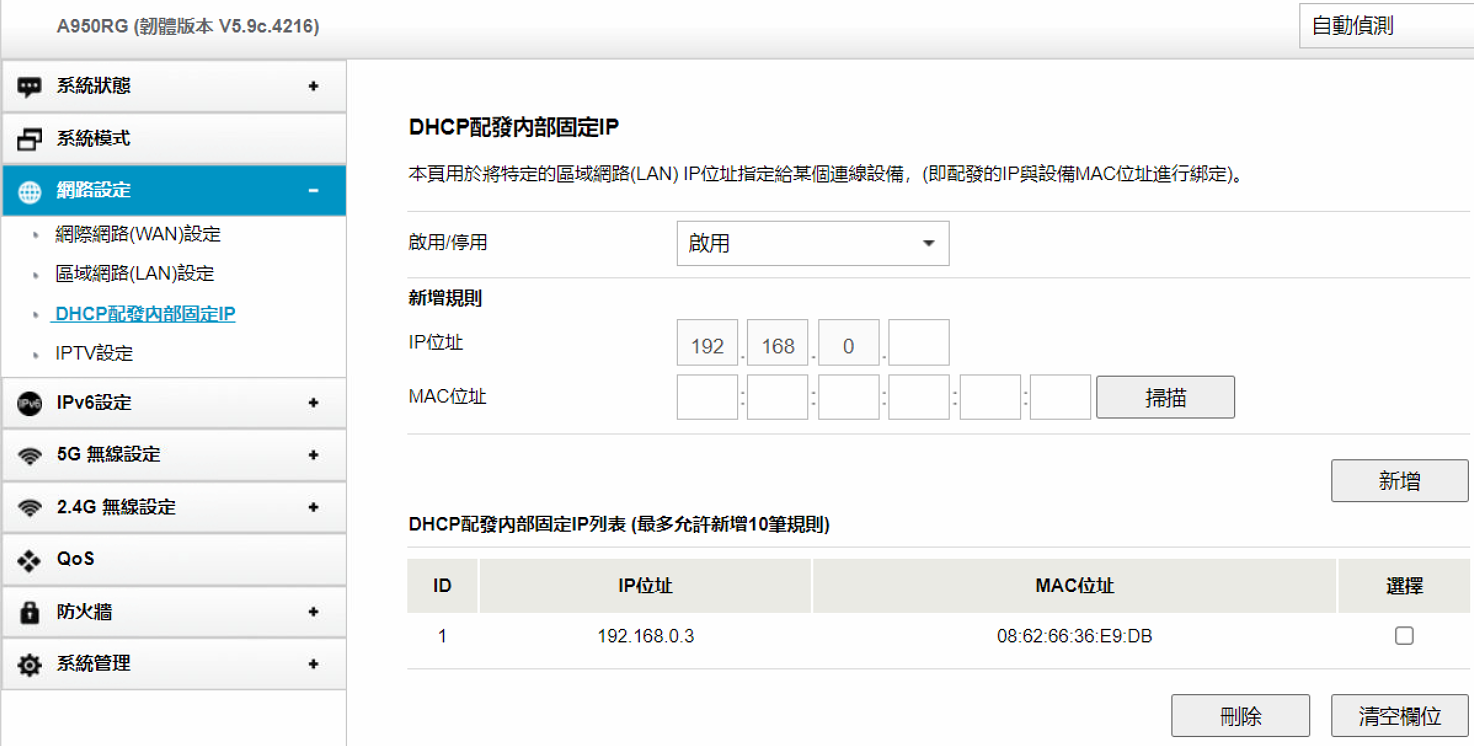 A950RG (韌體版本 V5.9c.4216)
自動偵測
系統狀態 +
系統模式
網路設定 −
網際網路(WAN)設定
區域網路(LAN)設定
DHCP配發內部固定IP
IPTV設定
IPv6 IPv6設定 +
5G 無線設定 +
2.4G 無線設定 +
QoS
防火牆 +
系統管理 +
DHCP配發內部固定IP
本頁用於將特定的區域網路(LAN) IP位址指定給某個連線設備，(即配發的IP與設備MAC位址進行綁定)。
啟用/停用 啟用
新增規則
IP位址 192 . 168 . 0 .
MAC位址 : : : : : 掃描
新增
DHCP配發內部固定IP列表 (最多允許新增10筆規則)
ID IP位址 MAC位址 選擇
1 192.168.0.3 08:62:66:36:E9:DB
刪除 清空欄位